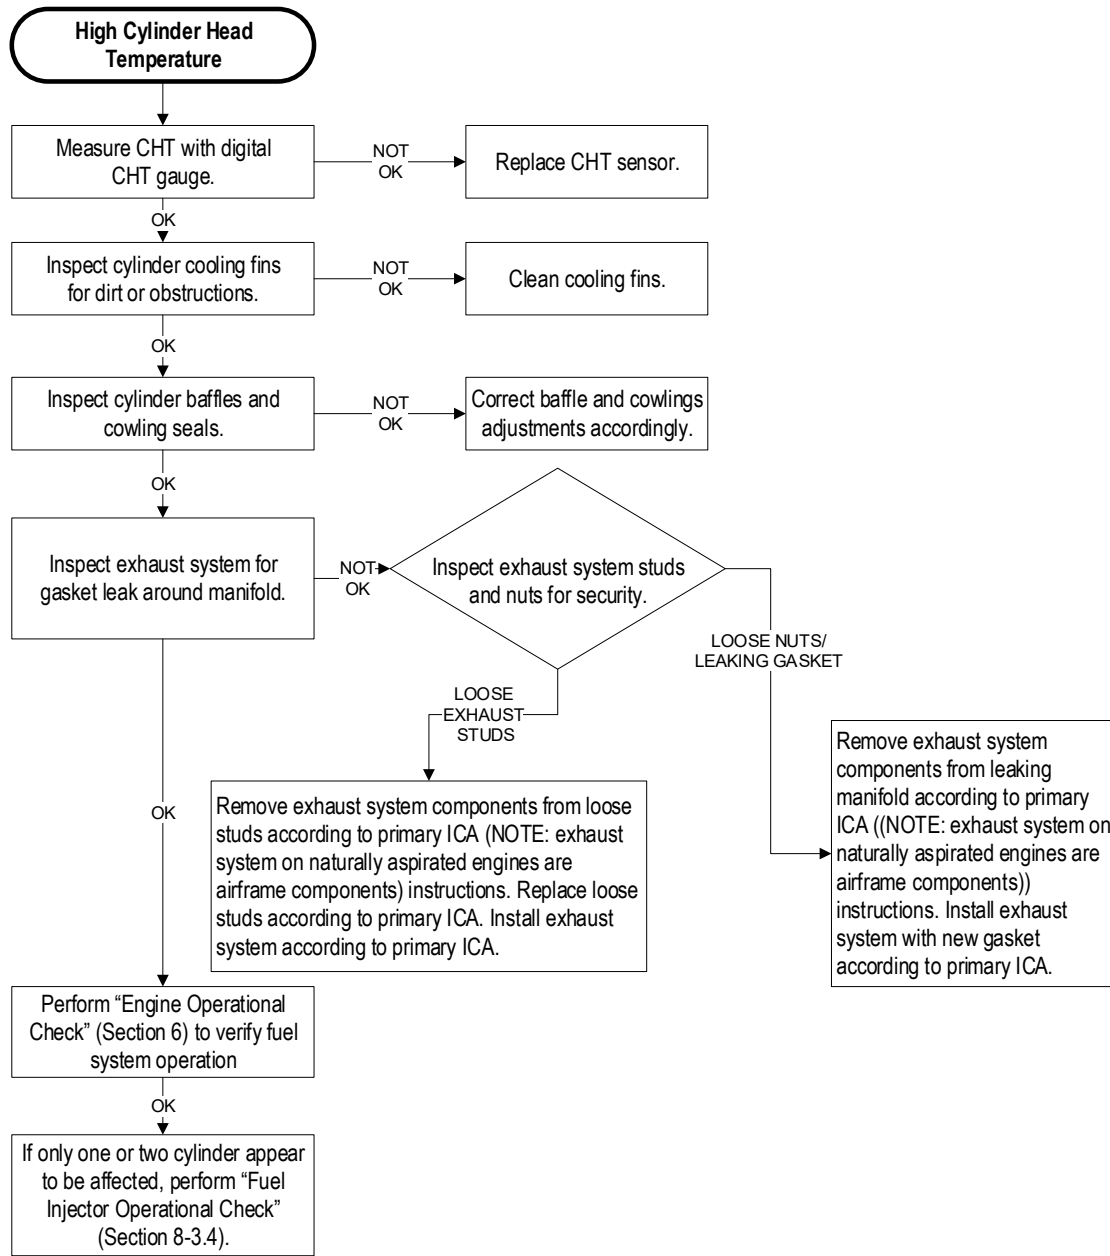 High Cylinder Head
Temperature
Measure CHT with digital
CHT gauge.
NOT
OK
Replace CHT sensor.
OK
Inspect cylinder cooling fins
for dirt or obstructions.
NOT
OK
Clean cooling fins.
OK
Inspect cylinder baffles and
cowling seals.
NOT
OK
Correct baffle and cowlings
adjustments accordingly.
OK
Inspect exhaust system for
gasket leak around manifold.
NOT
OK
Inspect exhaust system studs
and nuts for security.
LOOSE NUTS/
LEAKING GASKET
LOOSE
EXHAUST
STUDS
Remove exhaust system
components from leaking
manifold according to primary
ICA ((NOTE: exhaust system on
naturally aspirated engines are
airframe components))
instructions. Install exhaust
system with new gasket
according to primary ICA.
Remove exhaust system components from loose
studs according to primary ICA (NOTE: exhaust
system on naturally aspirated engines are
airframe components) instructions. Replace loose
studs according to primary ICA. Install exhaust
system according to primary ICA.
OK
Perform “Engine Operational
Check” (Section 6) to verify fuel
system operation
OK
If only one or two cylinder appear
to be affected, perform “Fuel
Injector Operational Check”
(Section 8-3.4).